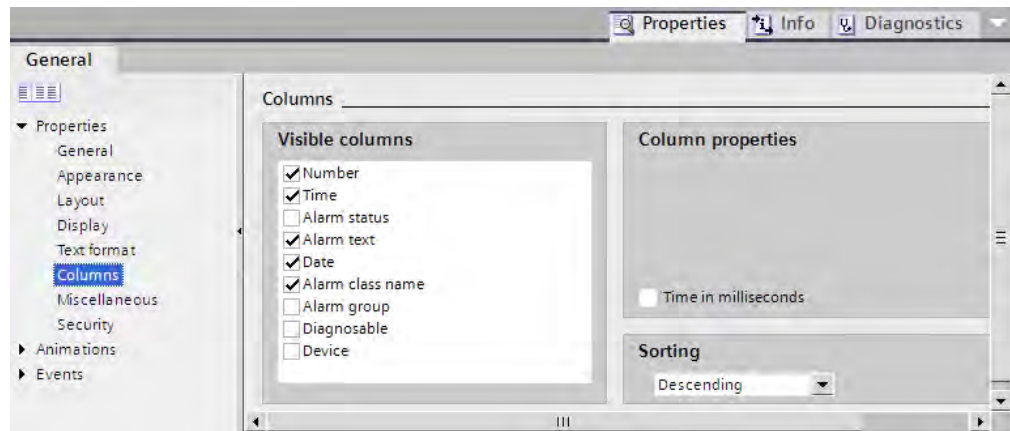 Properties Info Diagnostics
General
Properties
General
Appearance
Layout
Display
Text format
Columns
Miscellaneous
Security
Animations
Events
Columns
Visible columns
Number
Time
Alarm status
Alarm text
Date
Alarm class name
Alarm group
Diagnosable
Device
Column properties
Time in milliseconds
Sorting
Descending